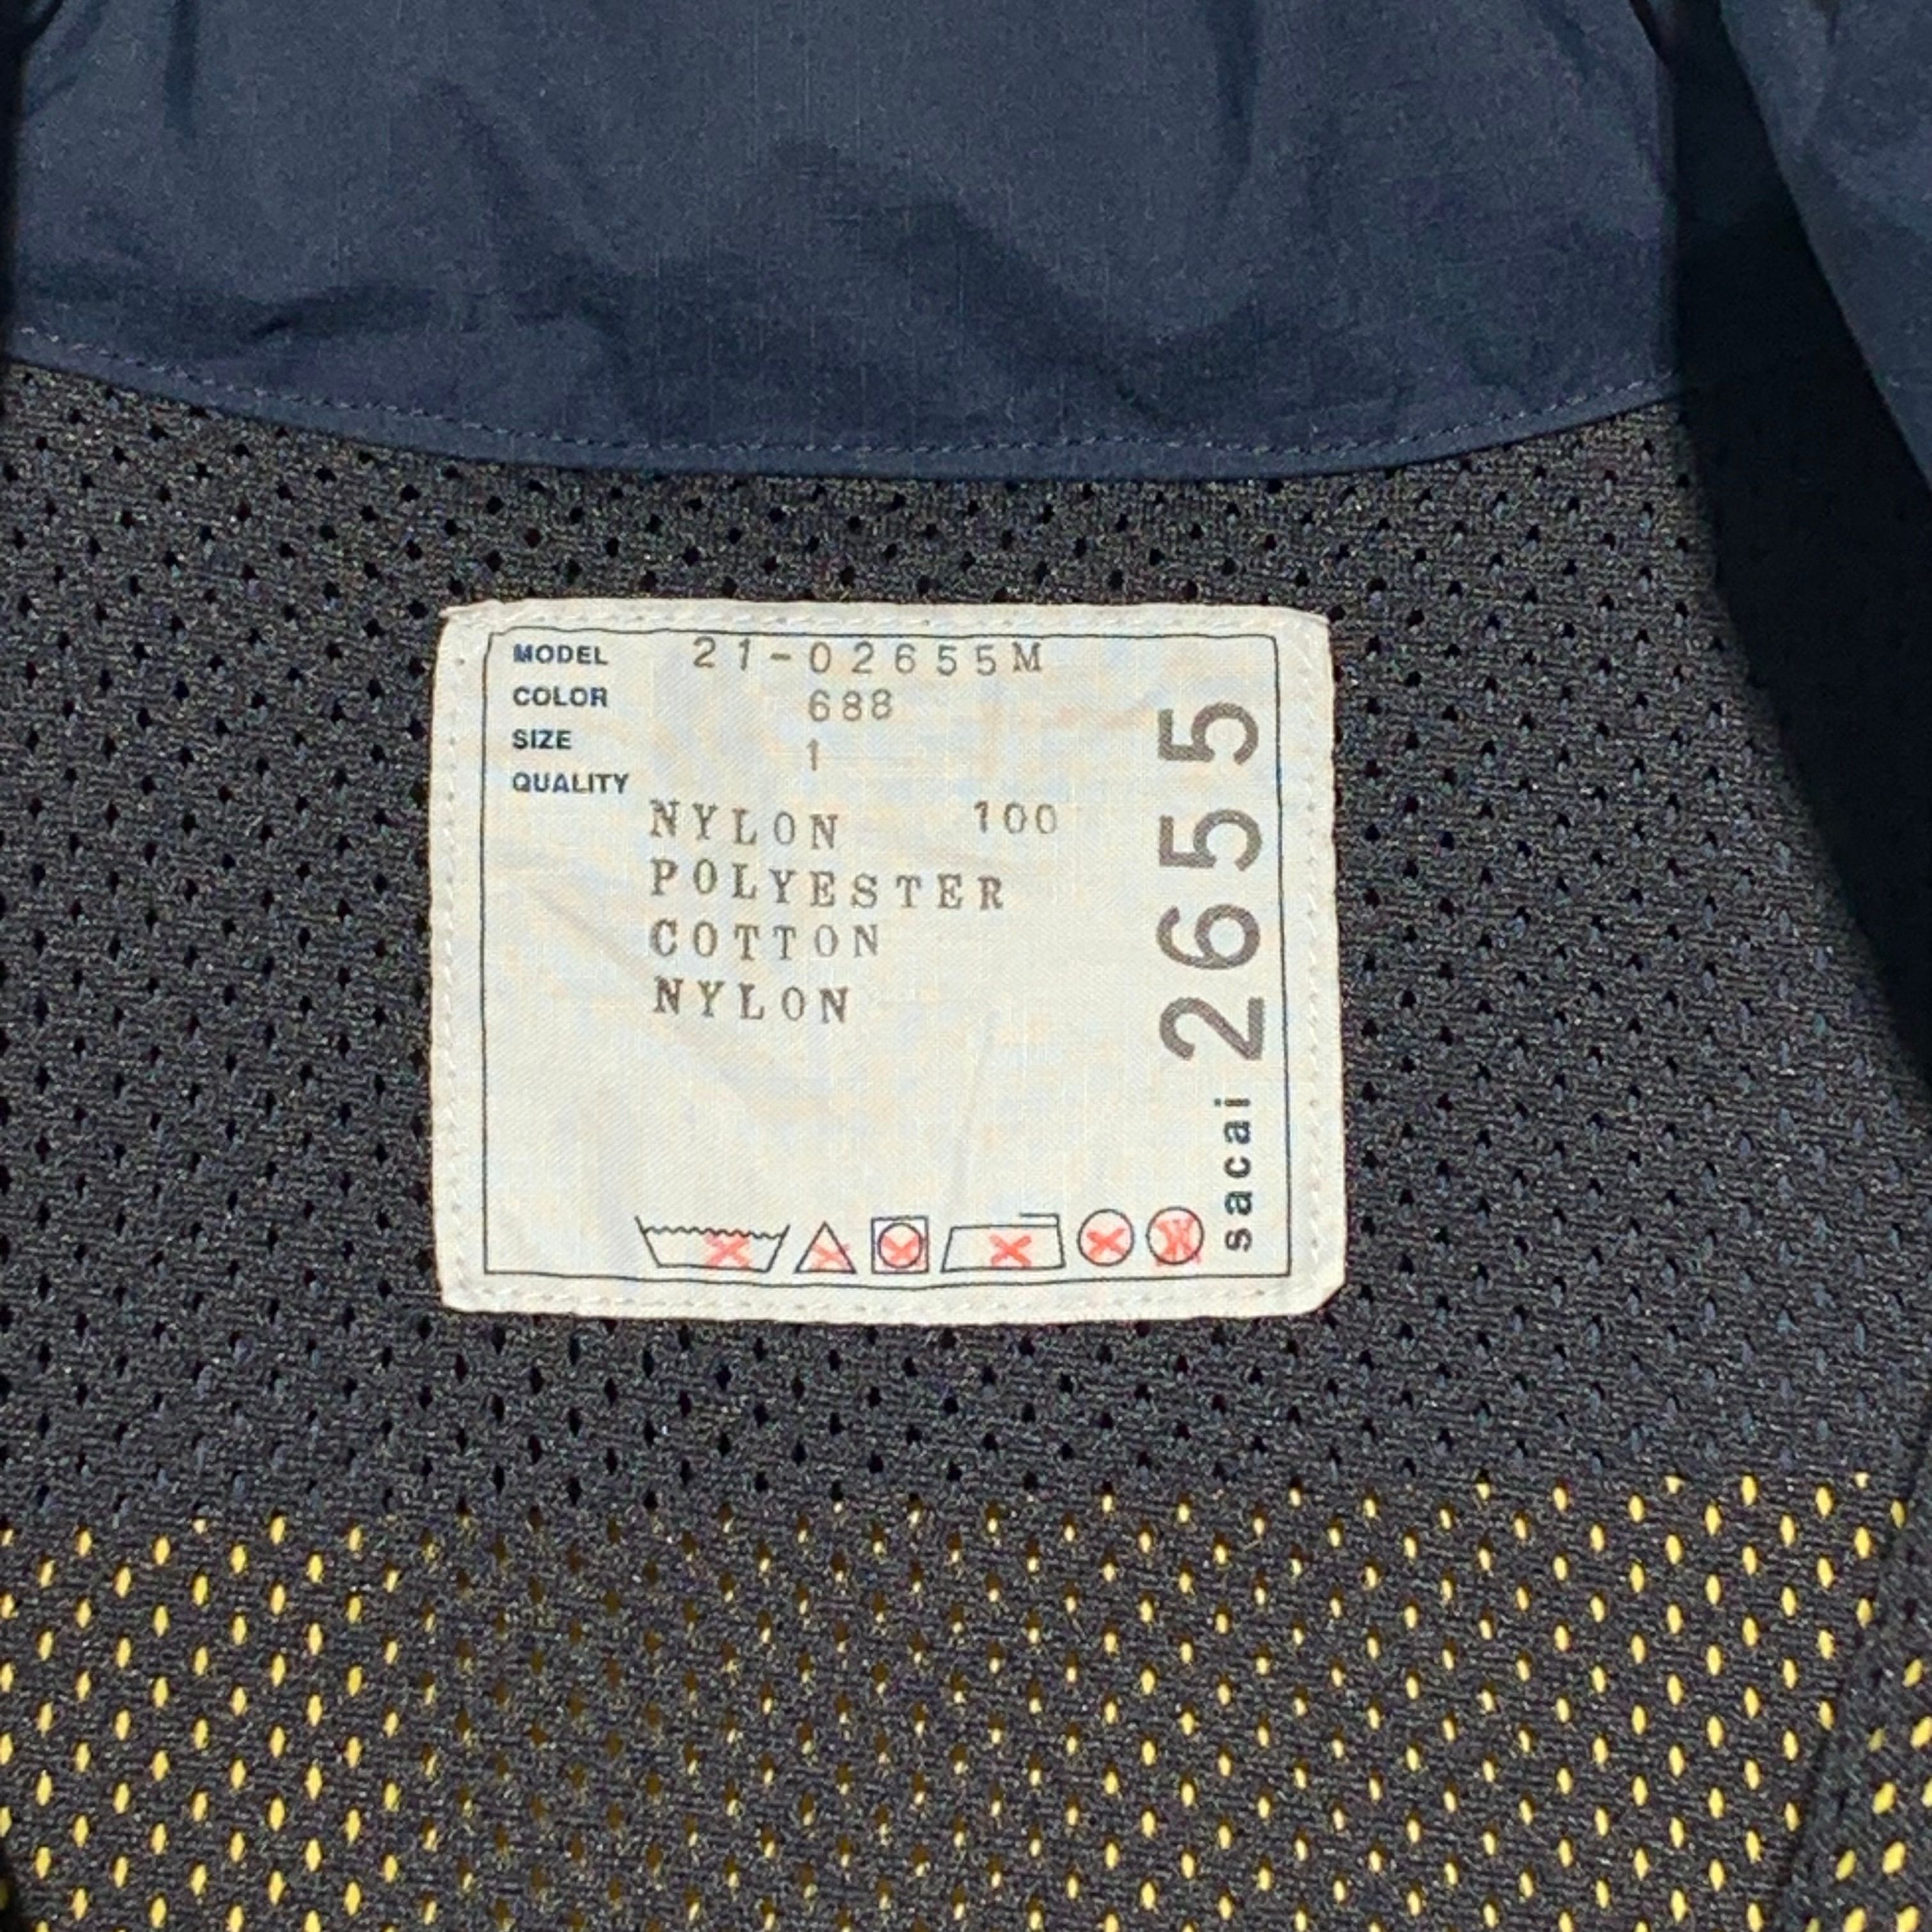 MODEL 21-02655M
COLOR 688
SIZE 1
QUALITY
NYLON 100
POLYESTER
COTTON
NYLON
sacai 2655